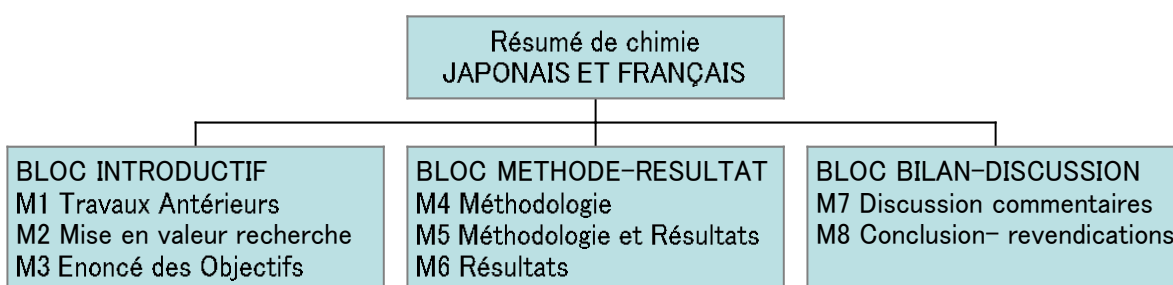 Résumé de chimie
JAPONAIS ET FRANÇAIS
BLOC INTRODUCTIF
M1 Travaux Antérieurs
M2 Mise en valeur recherche
M3 Enoncé des Objectifs
BLOC METHODE-RESULTAT
M4 Méthodologie
M5 Méthodologie et Résultats
M6 Résultats
BLOC BILAN-DISCUSSION
M7 Discussion commentaires
M8 Conclusion- revendications